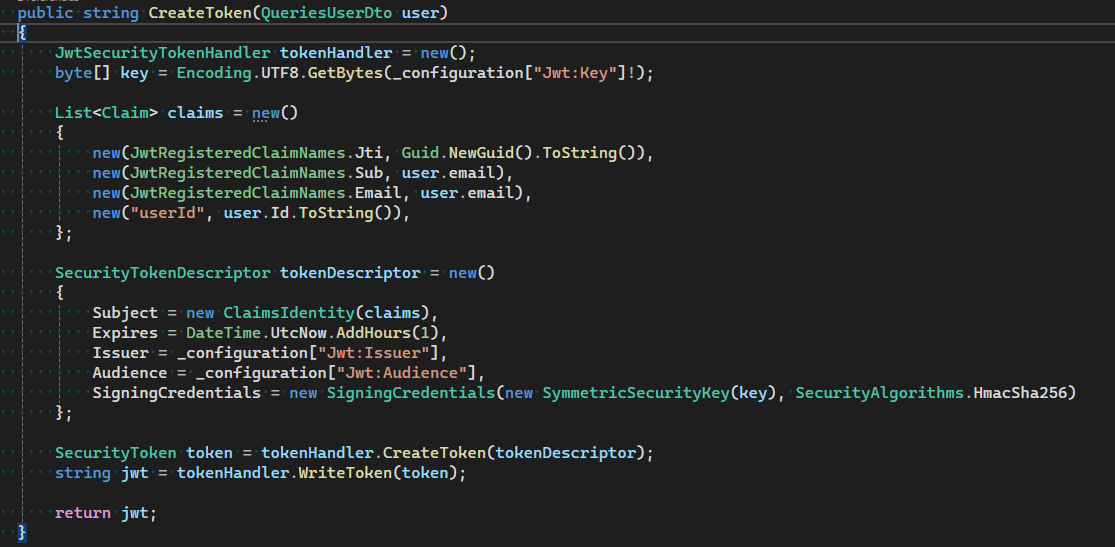 public string CreateToken(QueriesUserDto user)
{
JwtSecurityTokenHandler tokenHandler = new();
byte[] key = Encoding.UTF8.GetBytes(_configuration["Jwt:Key"]!);
List<Claim> claims = new()
{
new(JwtRegisteredClaimNames.Jti, Guid.NewGuid().ToString()),
new(JwtRegisteredClaimNames.Sub, user.email),
new(JwtRegisteredClaimNames.Email, user.email),
new("userId", user.Id.ToString()),
};
SecurityTokenDescriptor tokenDescriptor = new()
{
Subject = new ClaimsIdentity(claims),
Expires = DateTime.UtcNow.AddHours(1),
Issuer = _configuration["Jwt:Issuer"],
Audience = _configuration["Jwt:Audience"],
SigningCredentials = new SigningCredentials(new SymmetricSecurityKey(key), SecurityAlgorithms.HmacSha256)
};
SecurityToken token = tokenHandler.CreateToken(tokenDescriptor);
string jwt = tokenHandler.WriteToken(token);
return jwt;
}